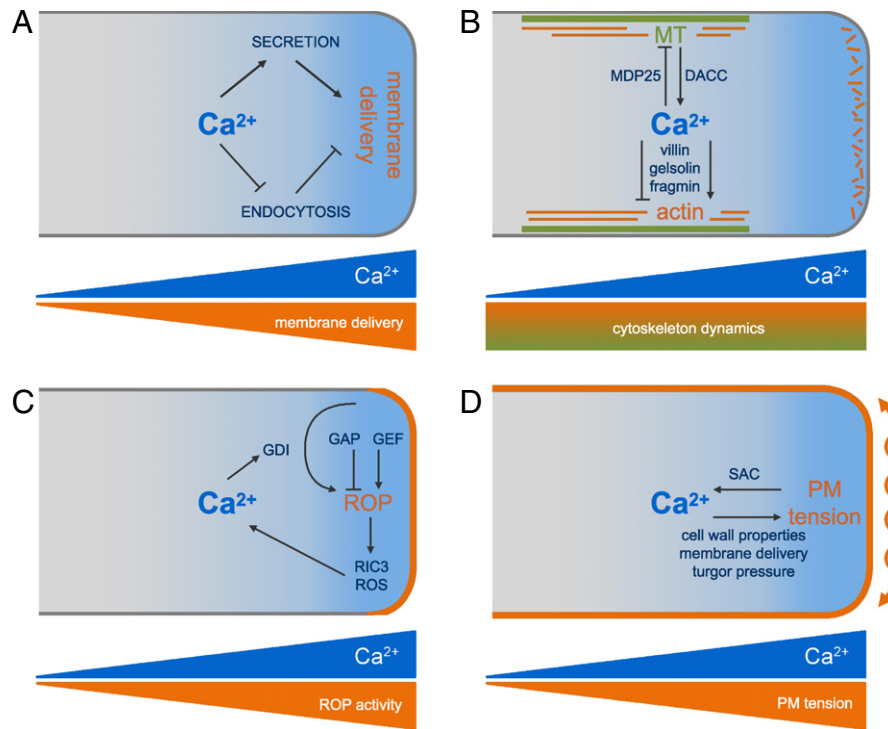 A
SECRETION
Ca²⁺
membrane
delivery
ENDOCYTOSIS
Ca²⁺
membrane delivery
B
MT
MDP25
DACC
Ca²⁺
villin
gelsolin
fragmin
actin
Ca²⁺
cytoskeleton dynamics
C
GDI
GAP
GEF
Ca²⁺
ROP
RIC3
ROS
Ca²⁺
ROP activity
D
SAC
Ca²⁺
PM
tension
cell wall properties
membrane delivery
turgor pressure
Ca²⁺
PM tension